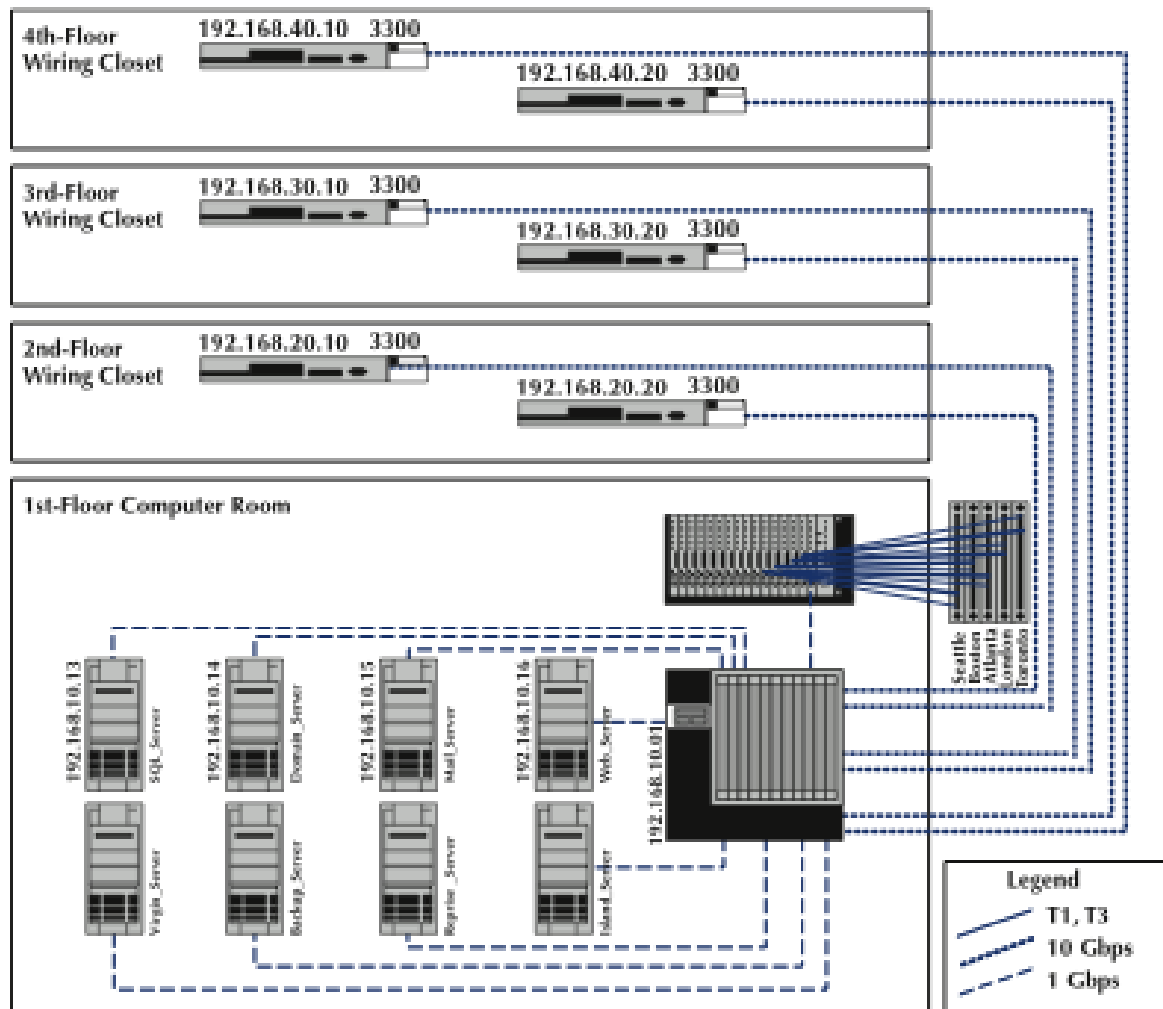 4th-Floor
Wiring Closet
192.168.40.10 3300
192.168.40.20 3300
3rd-Floor
Wiring Closet
192.168.30.10 3300
192.168.30.20 3300
2nd-Floor
Wiring Closet
192.168.20.10 3300
192.168.20.20 3300
1st-Floor Computer Room
Seattle
Boston
Atlanta
London
Toronto
192.168.10.13
SQL_Server
192.168.10.14
Domain_Server
192.168.10.15
Mail_Server
192.168.10.16
Web_Server
192.168.10.01
Virgin_Server
Backup_Server
Reprise_Server
Island_Server
Legend
T1, T3
10 Gbps
1 Gbps